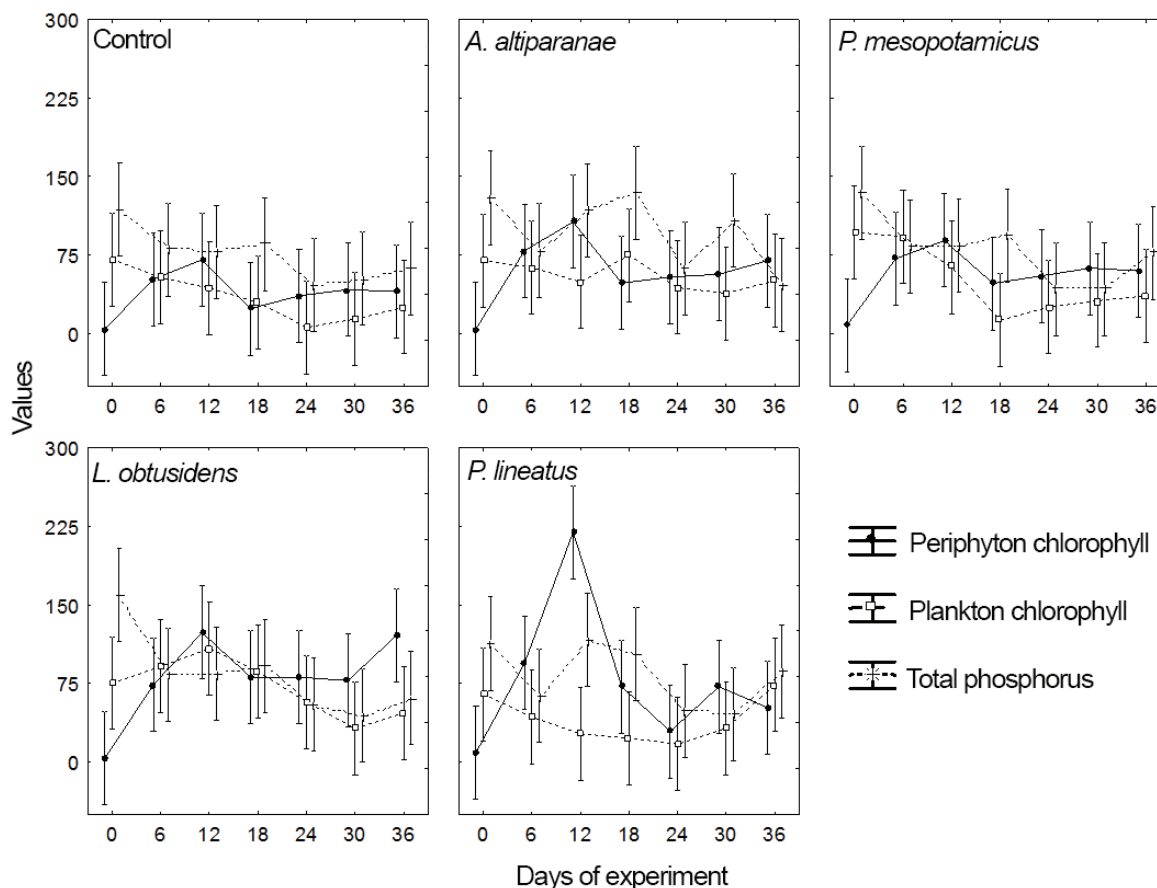 300
225
150
75
0
Control
0 6 12 18 24 30 36
A. altiparanae
0 6 12 18 24 30 36
P. mesopotamicus
0 6 12 18 24 30 36
Values
300
225
150
75
0
L. obtusidens
0 6 12 18 24 30 36
P. lineatus
0 6 12 18 24 30 36
Periphyton chlorophyll
Plankton chlorophyll
Total phosphorus
Days of experiment